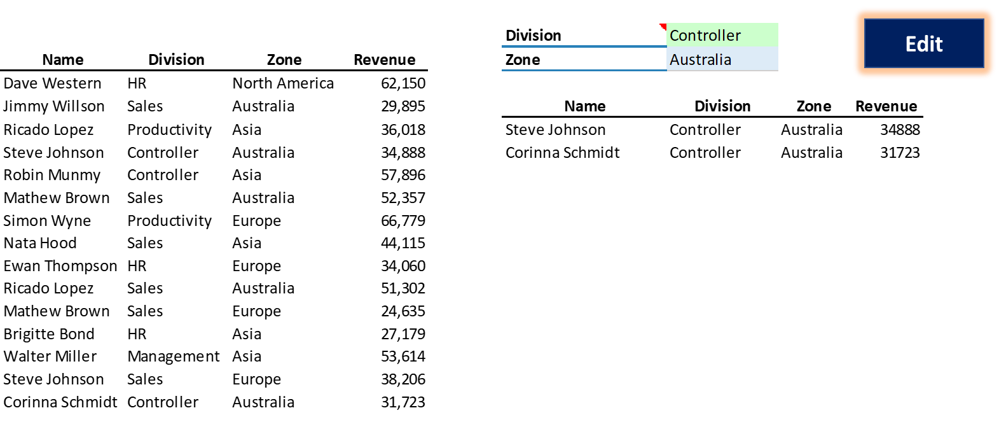 Name Division Zone Revenue
Dave Western HR North America 62,150
Jimmy Willson Sales Australia 29,895
Ricado Lopez Productivity Asia 36,018
Steve Johnson Controller Australia 34,888
Robin Munmy Controller Asia 57,896
Mathew Brown Sales Australia 52,357
Simon Wyne Productivity Europe 66,779
Nata Hood Sales Asia 44,115
Ewan Thompson HR Europe 34,060
Ricado Lopez Sales Australia 51,302
Mathew Brown Sales Europe 24,635
Brigitte Bond HR Asia 27,179
Walter Miller Management Asia 53,614
Steve Johnson Sales Europe 38,206
Corinna Schmidt Controller Australia 31,723
Division Controller
Zone Australia
Edit
Name Division Zone Revenue
Steve Johnson Controller Australia 34888
Corinna Schmidt Controller Australia 31723